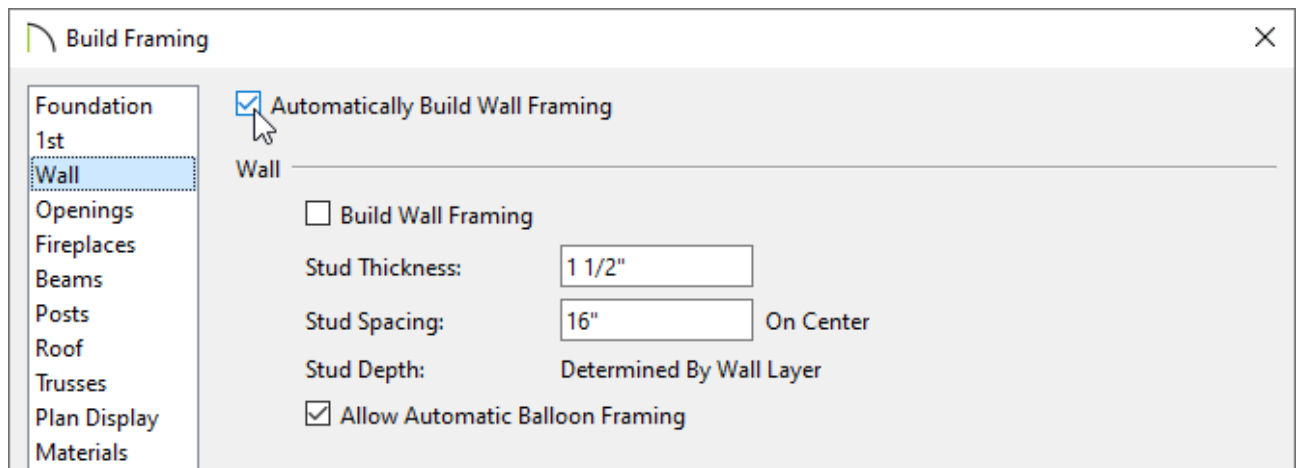 Build Framing
Foundation
1st
Wall
Openings
Fireplaces
Beams
Posts
Roof
Trusses
Plan Display
Materials
Automatically Build Wall Framing
Wall
Build Wall Framing
Stud Thickness: 1 1/2"
Stud Spacing: 16" On Center
Stud Depth: Determined By Wall Layer
Allow Automatic Balloon Framing